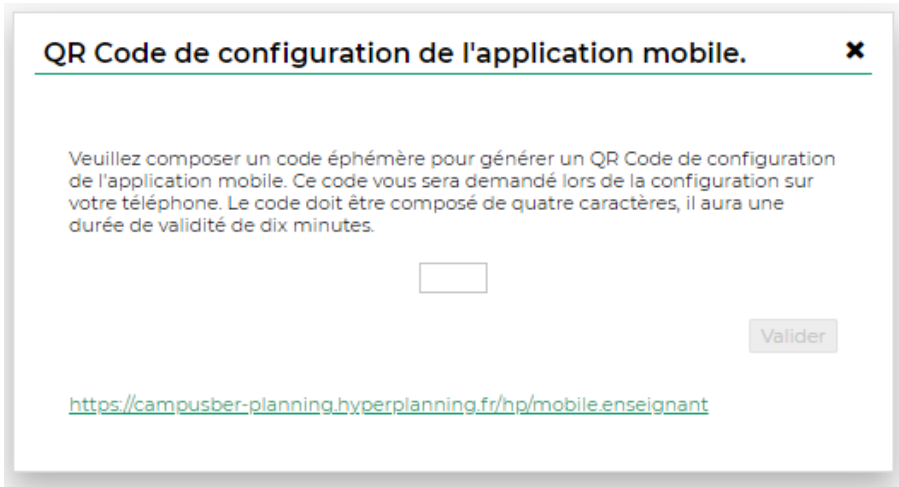 QR Code de configuration de l'application mobile.
Veuillez composer un code éphémère pour générer un QR Code de configuration
de l'application mobile. Ce code vous sera demandé lors de la configuration sur
votre téléphone. Le code doit être composé de quatre caractères, il aura une
durée de validité de dix minutes.
Valider
https://campusber-planning.hyperplanning.fr/hp/mobile.enseignant